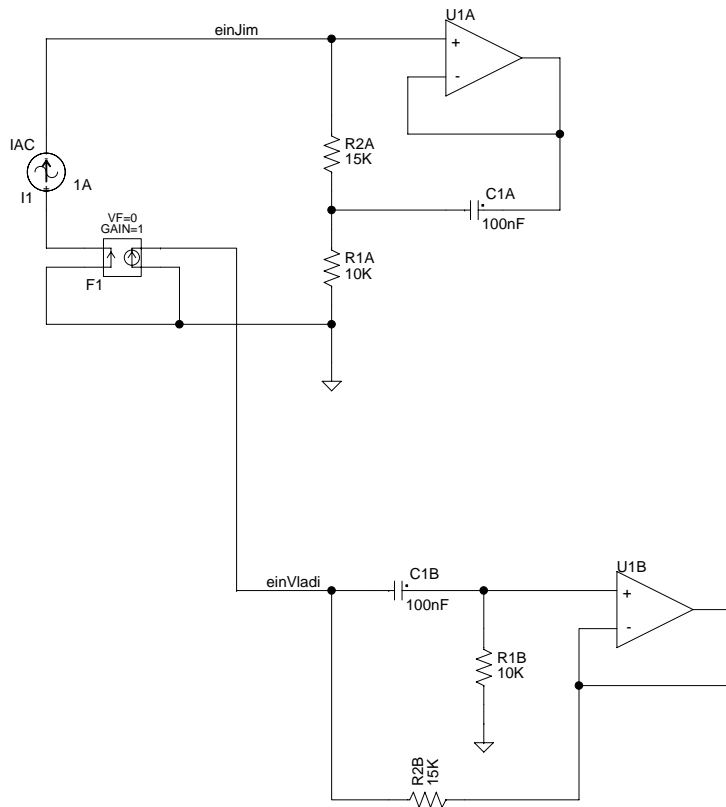 U1A
einJim
+
-
IAC
I1
1A
R2A
15K
C1A
100nF
VF=0
GAIN=1
F1
R1A
10K
einVladi
C1B
100nF
U1B
+
-
R1B
10K
R2B
15K